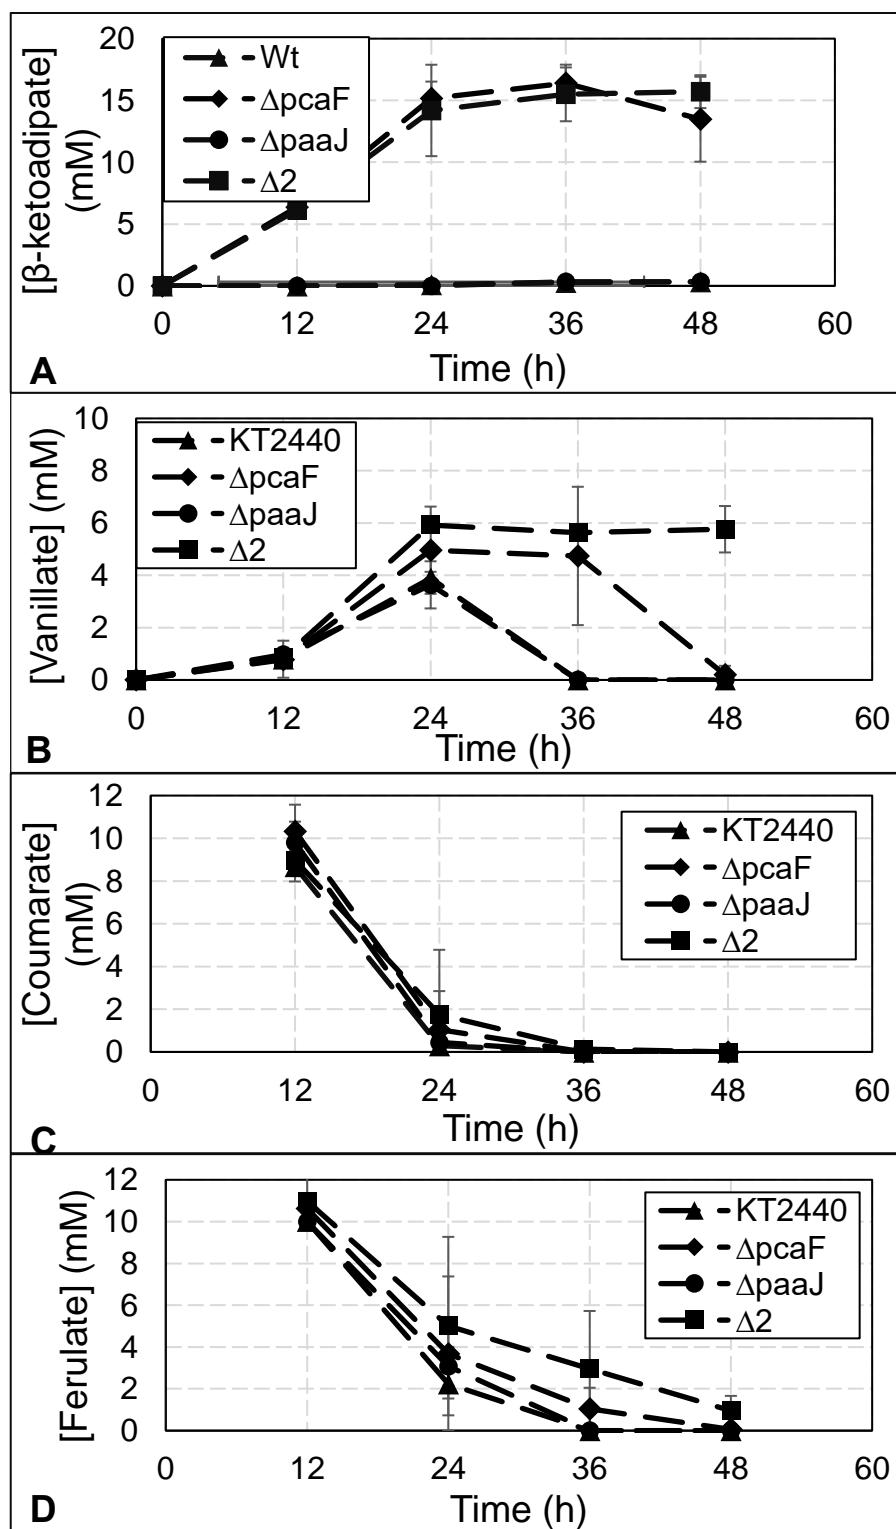 20
15
10
5
0
[β-ketoadipate]
(mM)
Wt
ΔpcaF
ΔpaaJ
Δ2
0 12 24 36 48 60
Time (h)
A
10
8
6
4
2
0
[Vanillate] (mM)
KT2440
ΔpcaF
ΔpaaJ
Δ2
0 12 24 36 48 60
Time (h)
B
12
10
8
6
4
2
0
[Coumarate]
(mM)
KT2440
ΔpcaF
ΔpaaJ
Δ2
0 12 24 36 48 60
Time (h)
C
12
10
8
6
4
2
0
[Ferulate] (mM)
KT2440
ΔpcaF
ΔpaaJ
Δ2
0 12 24 36 48 60
Time (h)
D